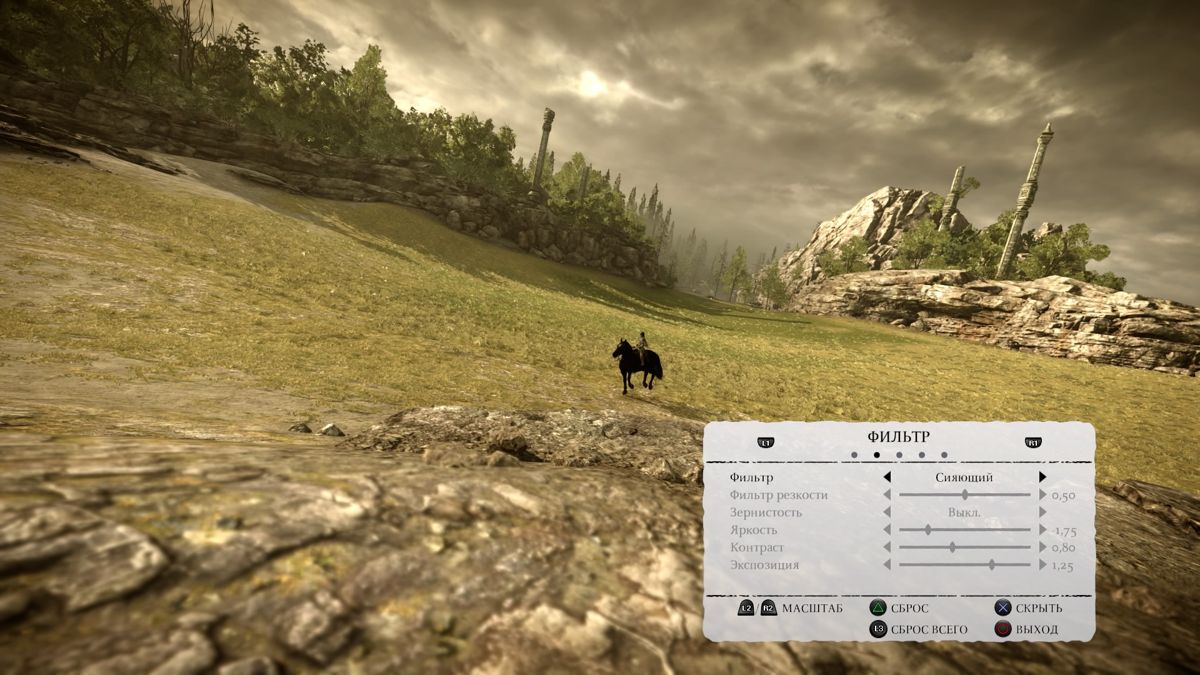 L1 ФИЛЬТР R1
Фильтр Сияющий
Фильтр резкости 0,50
Зернистость Выкл.
Яркость -1,75
Контраст 0,80
Экспозиция 1,25
L2 / R2 МАСШТАБ СБРОС СКРЫТЬ
L3 СБРОС ВСЕГО ВЫХОД